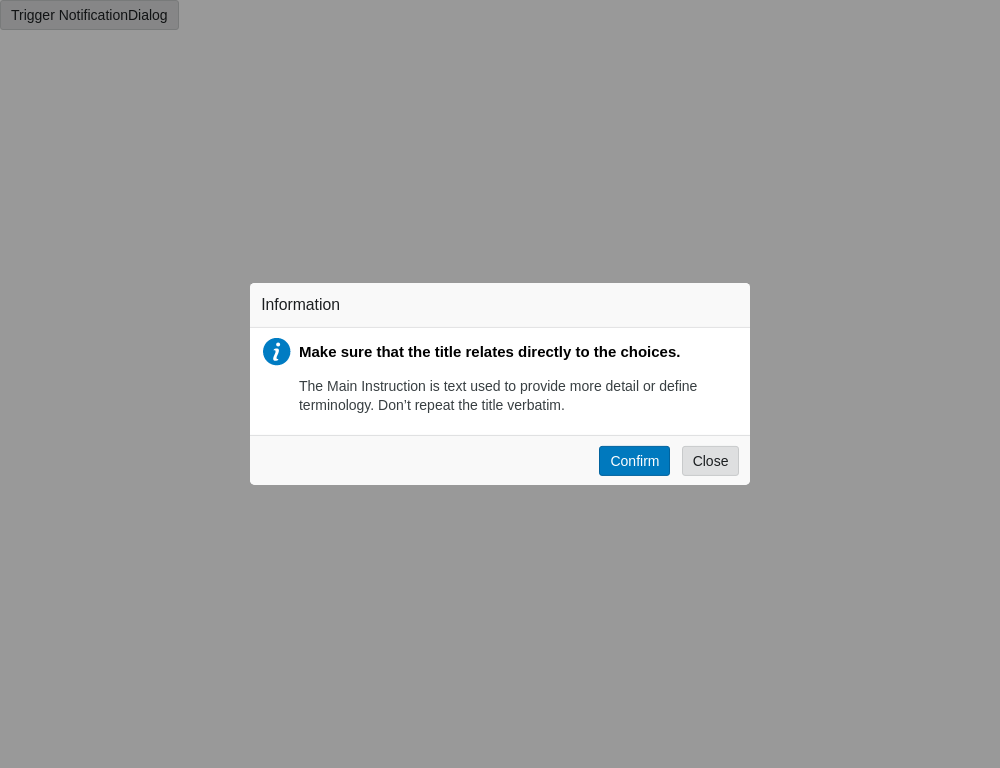 Trigger NotificationDialog
Information
Make sure that the title relates directly to the choices.
The Main Instruction is text used to provide more detail or define
terminology. Don’t repeat the title verbatim.
Confirm Close